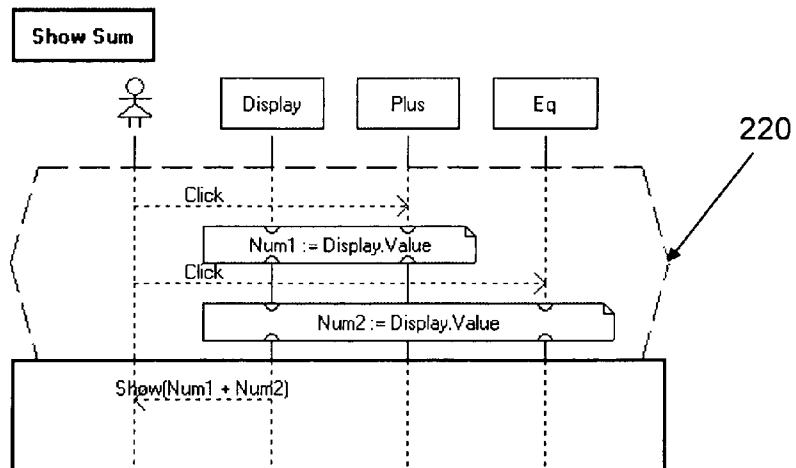 Show Sum
Display
Plus
Eq
220
Click
Num1 := Display.Value
Click
Num2 := Display.Value
Show(Num1 + Num2)